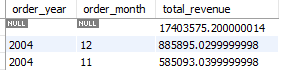 order_year order_month total_revenue
NULL NULL 17403575.200000014
2004 12 885895.0299999998
2004 11 585093.0399999998